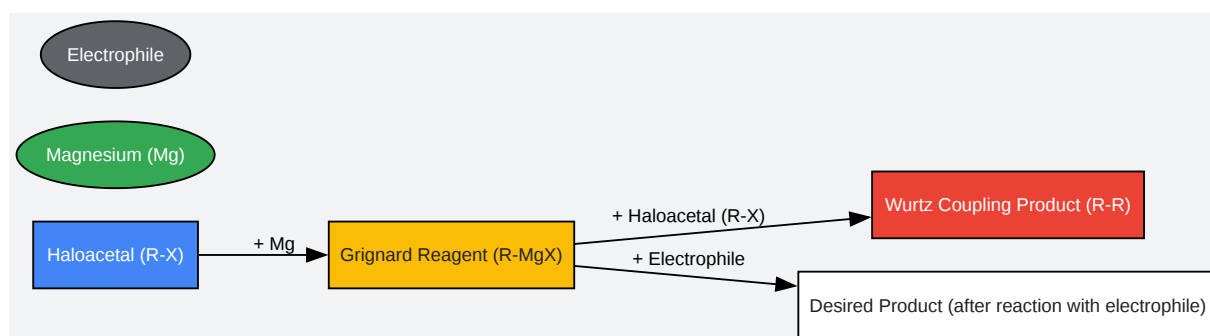 Electrophile
Magnesium (Mg)
Haloacetal (R-X)
+ Mg
Grignard Reagent (R-MgX)
+ Haloacetal (R-X)
+ Electrophile
Wurtz Coupling Product (R-R)
Desired Product (after reaction with electrophile)